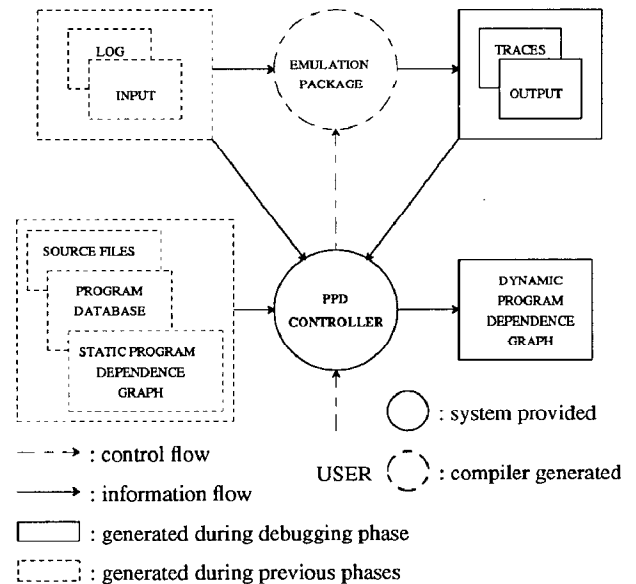 LOG
INPUT
EMULATION
PACKAGE
TRACES
OUTPUT
SOURCE FILES
PROGRAM
DATABASE
STATIC PROGRAM
DEPENDENCE
GRAPH
PPD
CONTROLLER
DYNAMIC
PROGRAM
DEPENDENCE
GRAPH
: system provided
: control flow
USER
: compiler generated
: information flow
: generated during debugging phase
: generated during previous phases